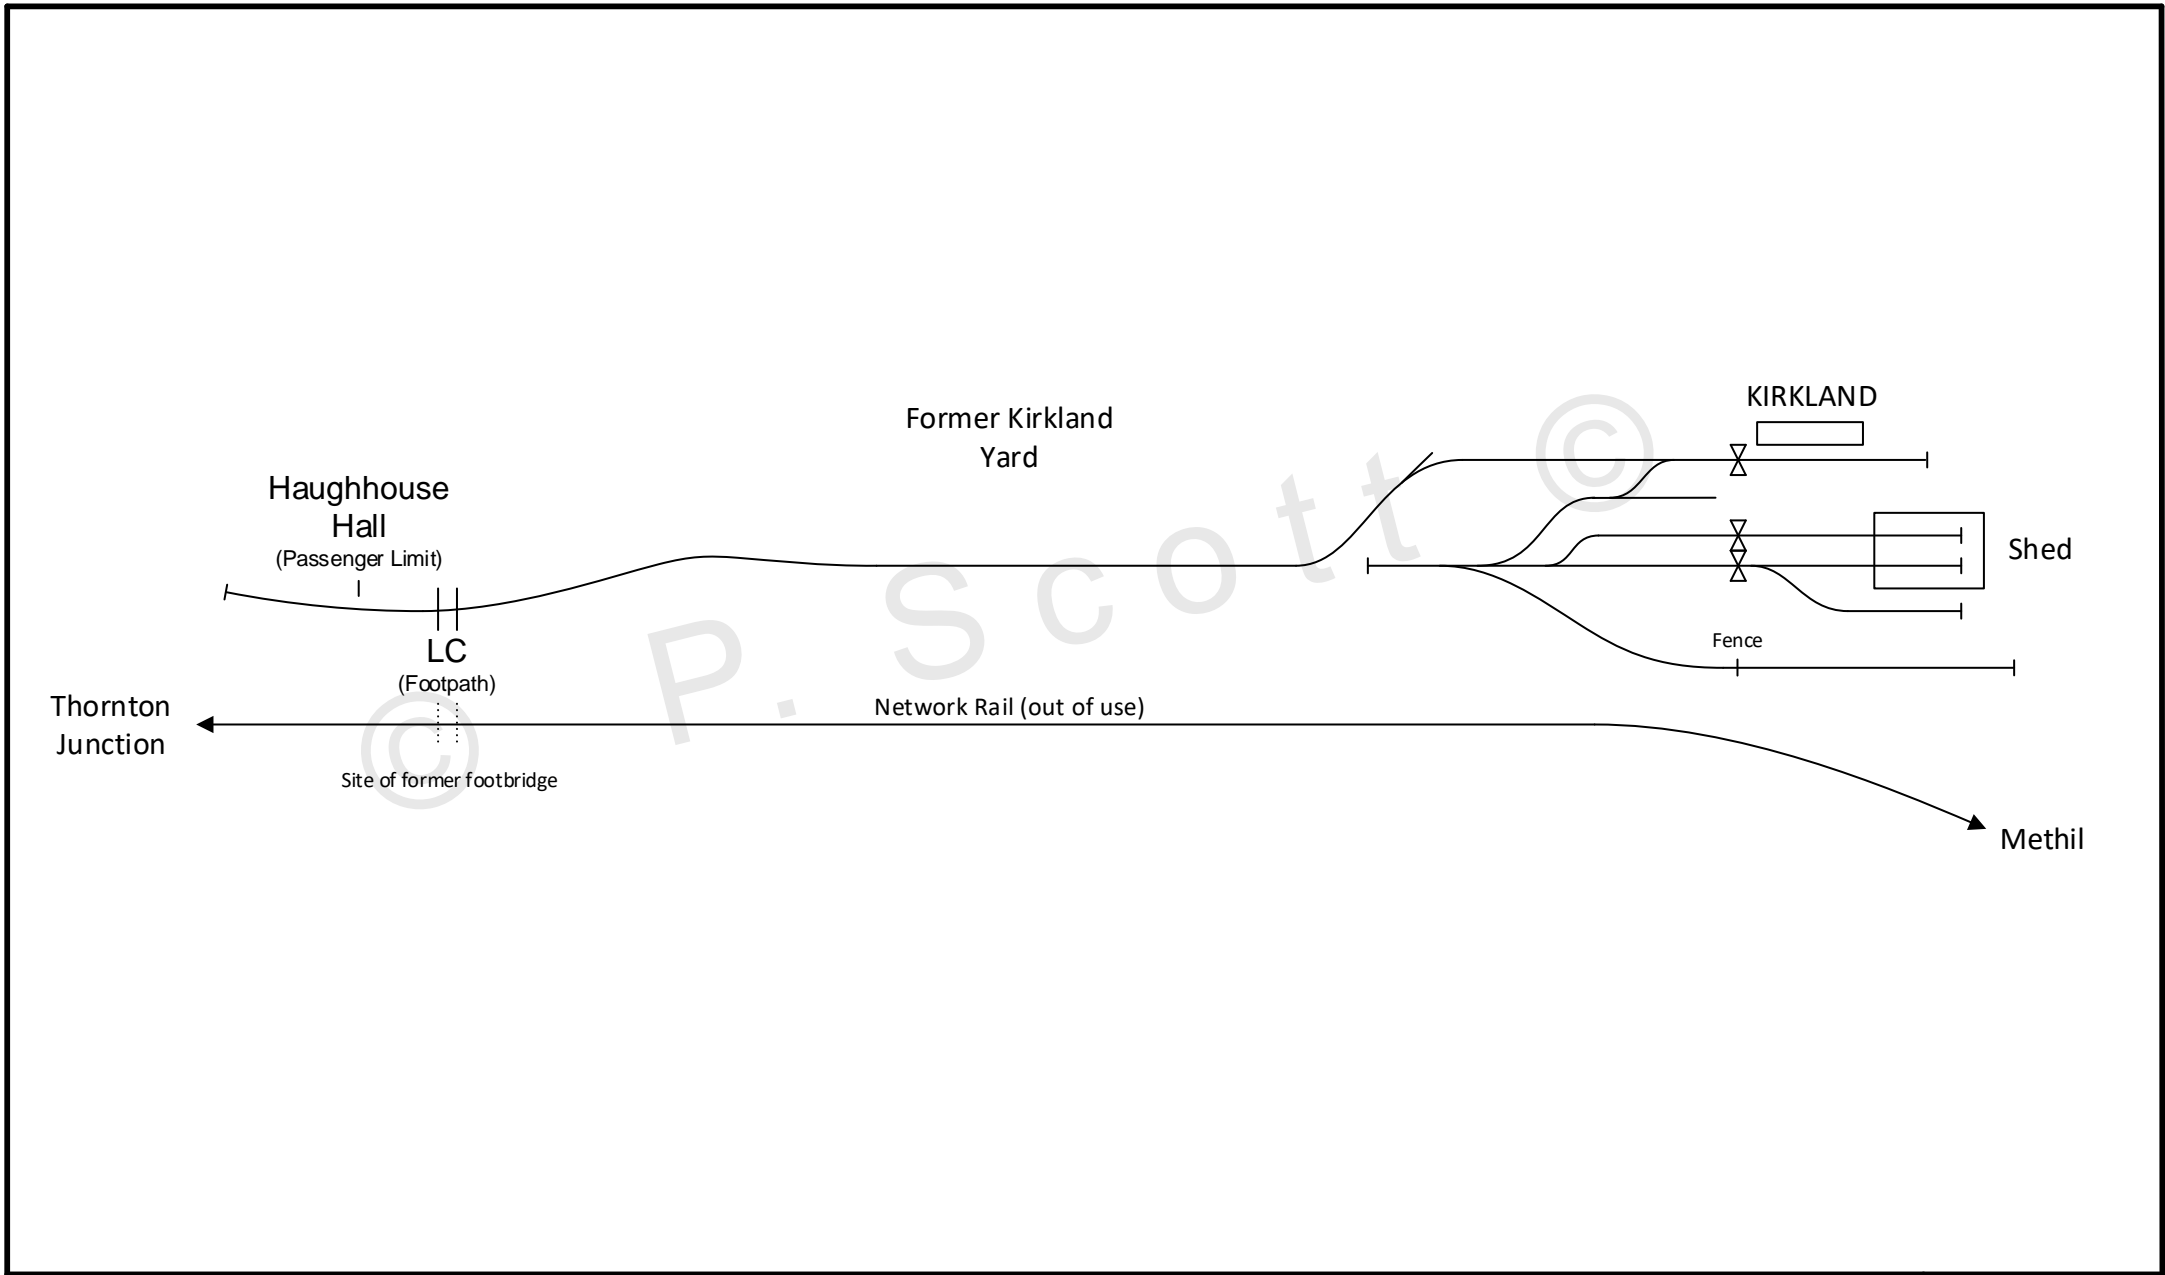 KIRKLAND
Former Kirkland
Yard
Haughhouse
Hall
(Passenger Limit)
Shed
Fence
LC
(Footpath)
Thornton
Junction
Network Rail (out of use)
Site of former footbridge
Methil
© P. Scott ©